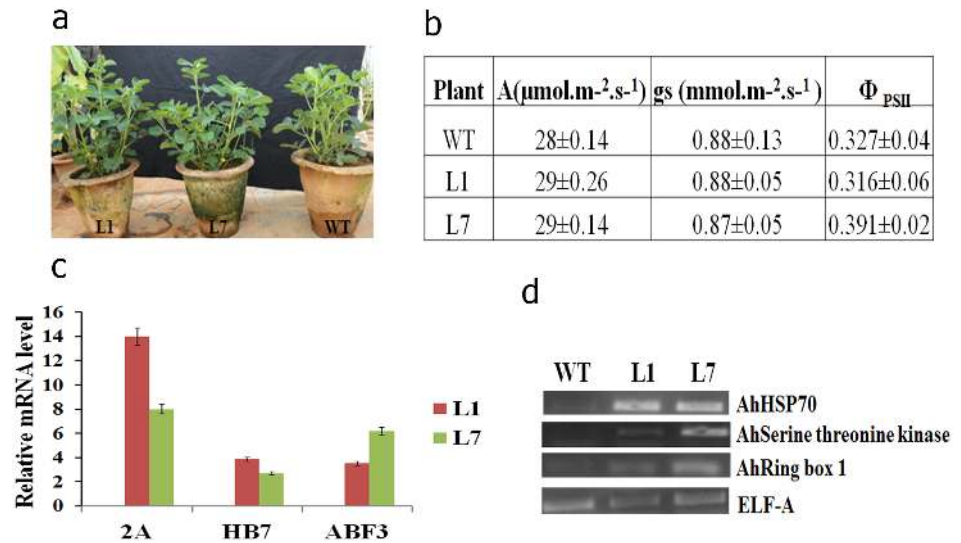 a
L1 L7 WT
b
Plant A(µmol.m-².s-¹) gs (mmol.m-².s-¹) Φ PSII
WT 28±0.14 0.88±0.13 0.327±0.04
L1 29±0.26 0.88±0.05 0.316±0.06
L7 29±0.14 0.87±0.05 0.391±0.02
c
Relative mRNA level
16
14
12
10
8
6
4
2
0
2A HB7 ABF3
L1
L7
d
WT L1 L7
AhHSP70
AhSerine threonine kinase
AhRing box 1
ELF-A